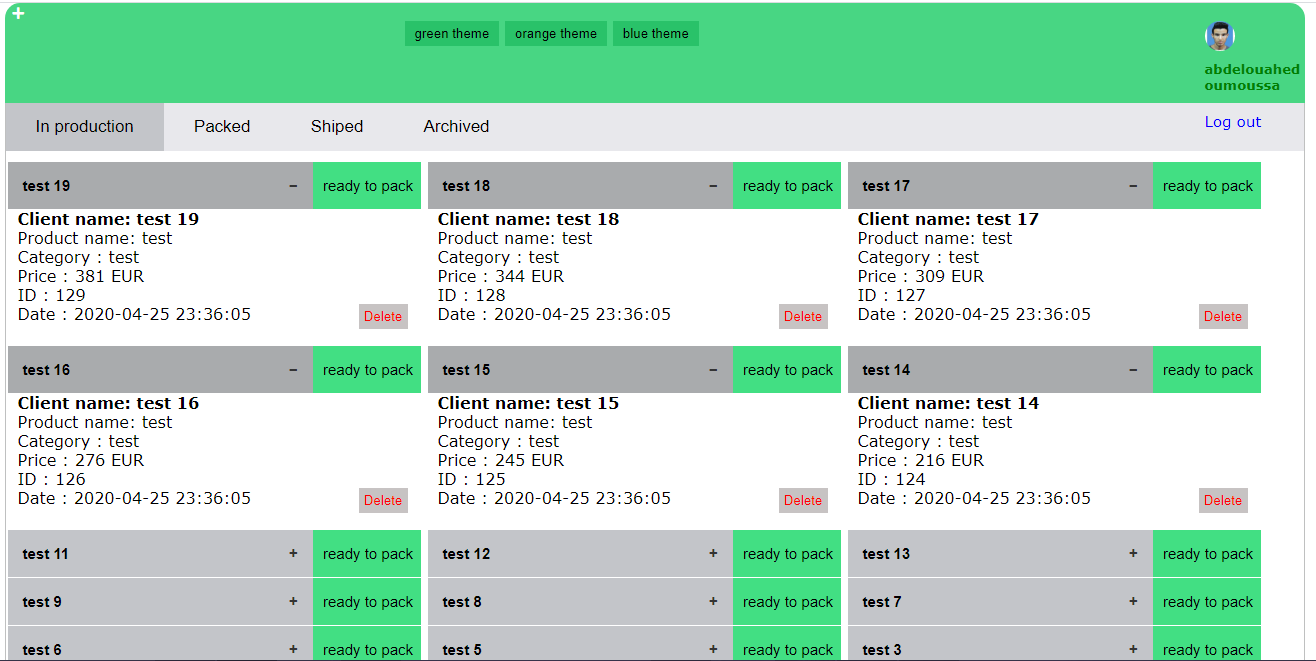 +
green theme orange theme blue theme
abdelouahed
oumoussa
In production Packed Shiped Archived
Log out
test 19 − ready to pack
Client name: test 19
Product name: test
Category : test
Price : 381 EUR
ID : 129
Date : 2020-04-25 23:36:05
Delete
test 18 − ready to pack
Client name: test 18
Product name: test
Category : test
Price : 344 EUR
ID : 128
Date : 2020-04-25 23:36:05
Delete
test 17 − ready to pack
Client name: test 17
Product name: test
Category : test
Price : 309 EUR
ID : 127
Date : 2020-04-25 23:36:05
Delete
test 16 − ready to pack
Client name: test 16
Product name: test
Category : test
Price : 276 EUR
ID : 126
Date : 2020-04-25 23:36:05
Delete
test 15 − ready to pack
Client name: test 15
Product name: test
Category : test
Price : 245 EUR
ID : 125
Date : 2020-04-25 23:36:05
Delete
test 14 − ready to pack
Client name: test 14
Product name: test
Category : test
Price : 216 EUR
ID : 124
Date : 2020-04-25 23:36:05
Delete
test 11 + ready to pack
test 12 + ready to pack
test 13 + ready to pack
test 9 + ready to pack
test 8 + ready to pack
test 7 + ready to pack
test 6 + ready to pack
test 5 + ready to pack
test 3 + ready to pack